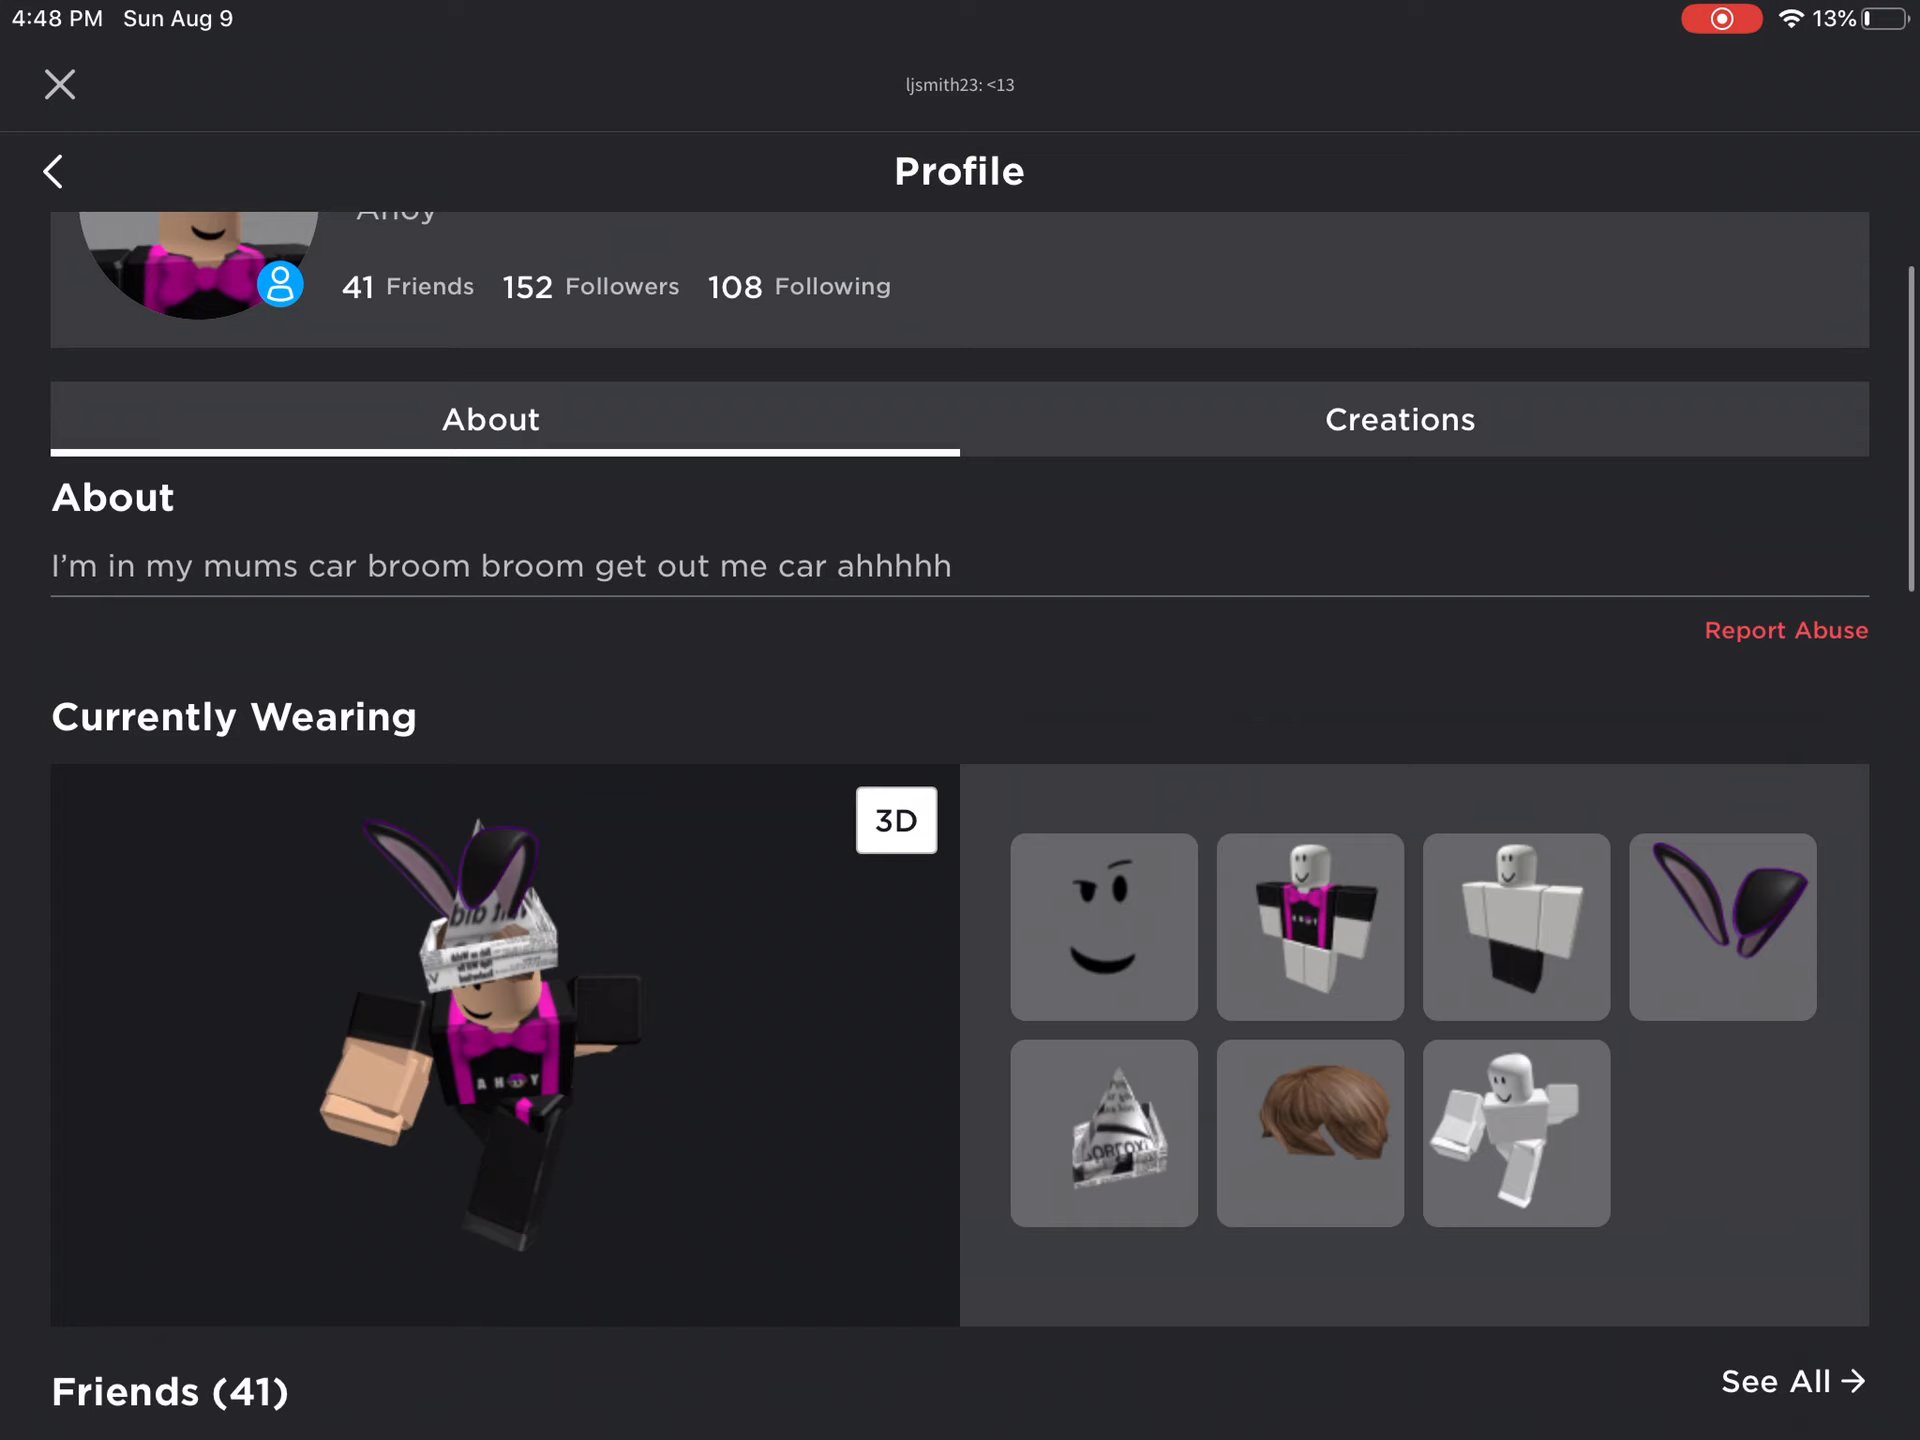 4:48 PM Sun Aug 9 13%
ljsmith23: <13
Profile
Ahoy
41 Friends 152 Followers 108 Following
About Creations
About
I'm in my mums car broom broom get out me car ahhhhh
Report Abuse
Currently Wearing
3D
AHOY
Friends (41)
See All →